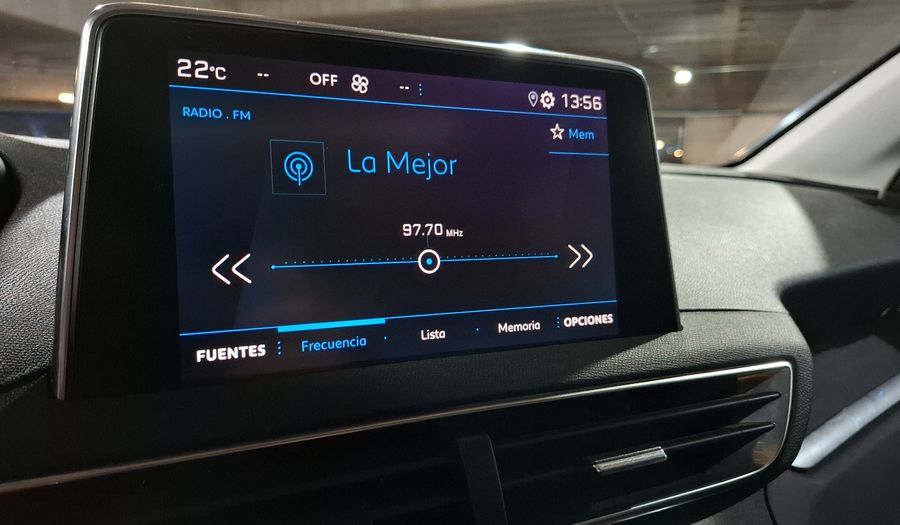 22°C -- OFF -- 13:56
RADIO . FM
Mem
La Mejor
97.70 MHz
FUENTES Frecuencia Lista Memoria OPCIONES